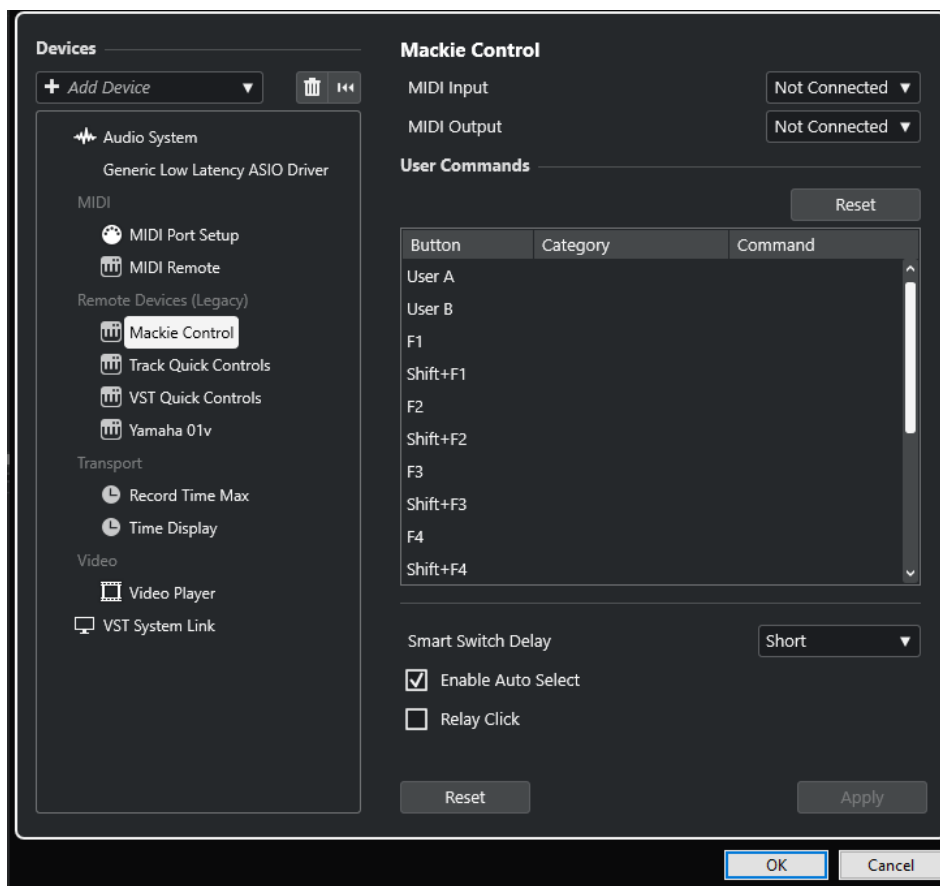 Devices
Add Device
Audio System
Generic Low Latency ASIO Driver
MIDI
MIDI Port Setup
MIDI Remote
Remote Devices (Legacy)
Mackie Control
Track Quick Controls
VST Quick Controls
Yamaha 01v
Transport
Record Time Max
Time Display
Video
Video Player
VST System Link
Mackie Control
MIDI Input Not Connected
MIDI Output Not Connected
User Commands
Reset
Button Category Command
User A
User B
F1
Shift+F1
F2
Shift+F2
F3
Shift+F3
F4
Shift+F4
Smart Switch Delay Short
Enable Auto Select
Relay Click
Reset Apply
OK Cancel